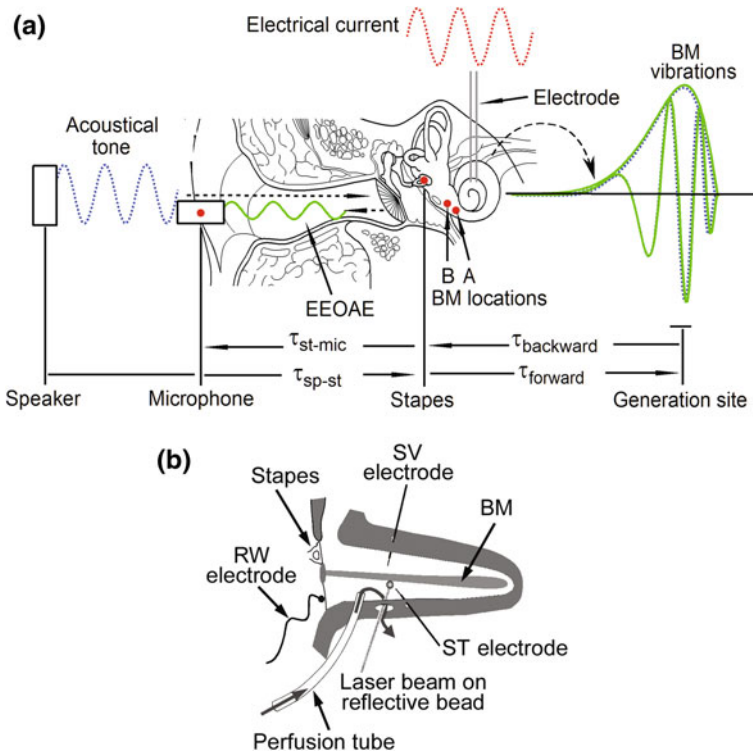 (a)
Electrical current
BM
vibrations
Electrode
Acoustical
tone
EEOAE
B A
BM locations
τst-mic
τbackward
τsp-st
τforward
Speaker
Microphone
Stapes
Generation site
(b)
SV
electrode
Stapes
BM
RW
electrode
ST electrode
Laser beam on
reflective bead
Perfusion tube